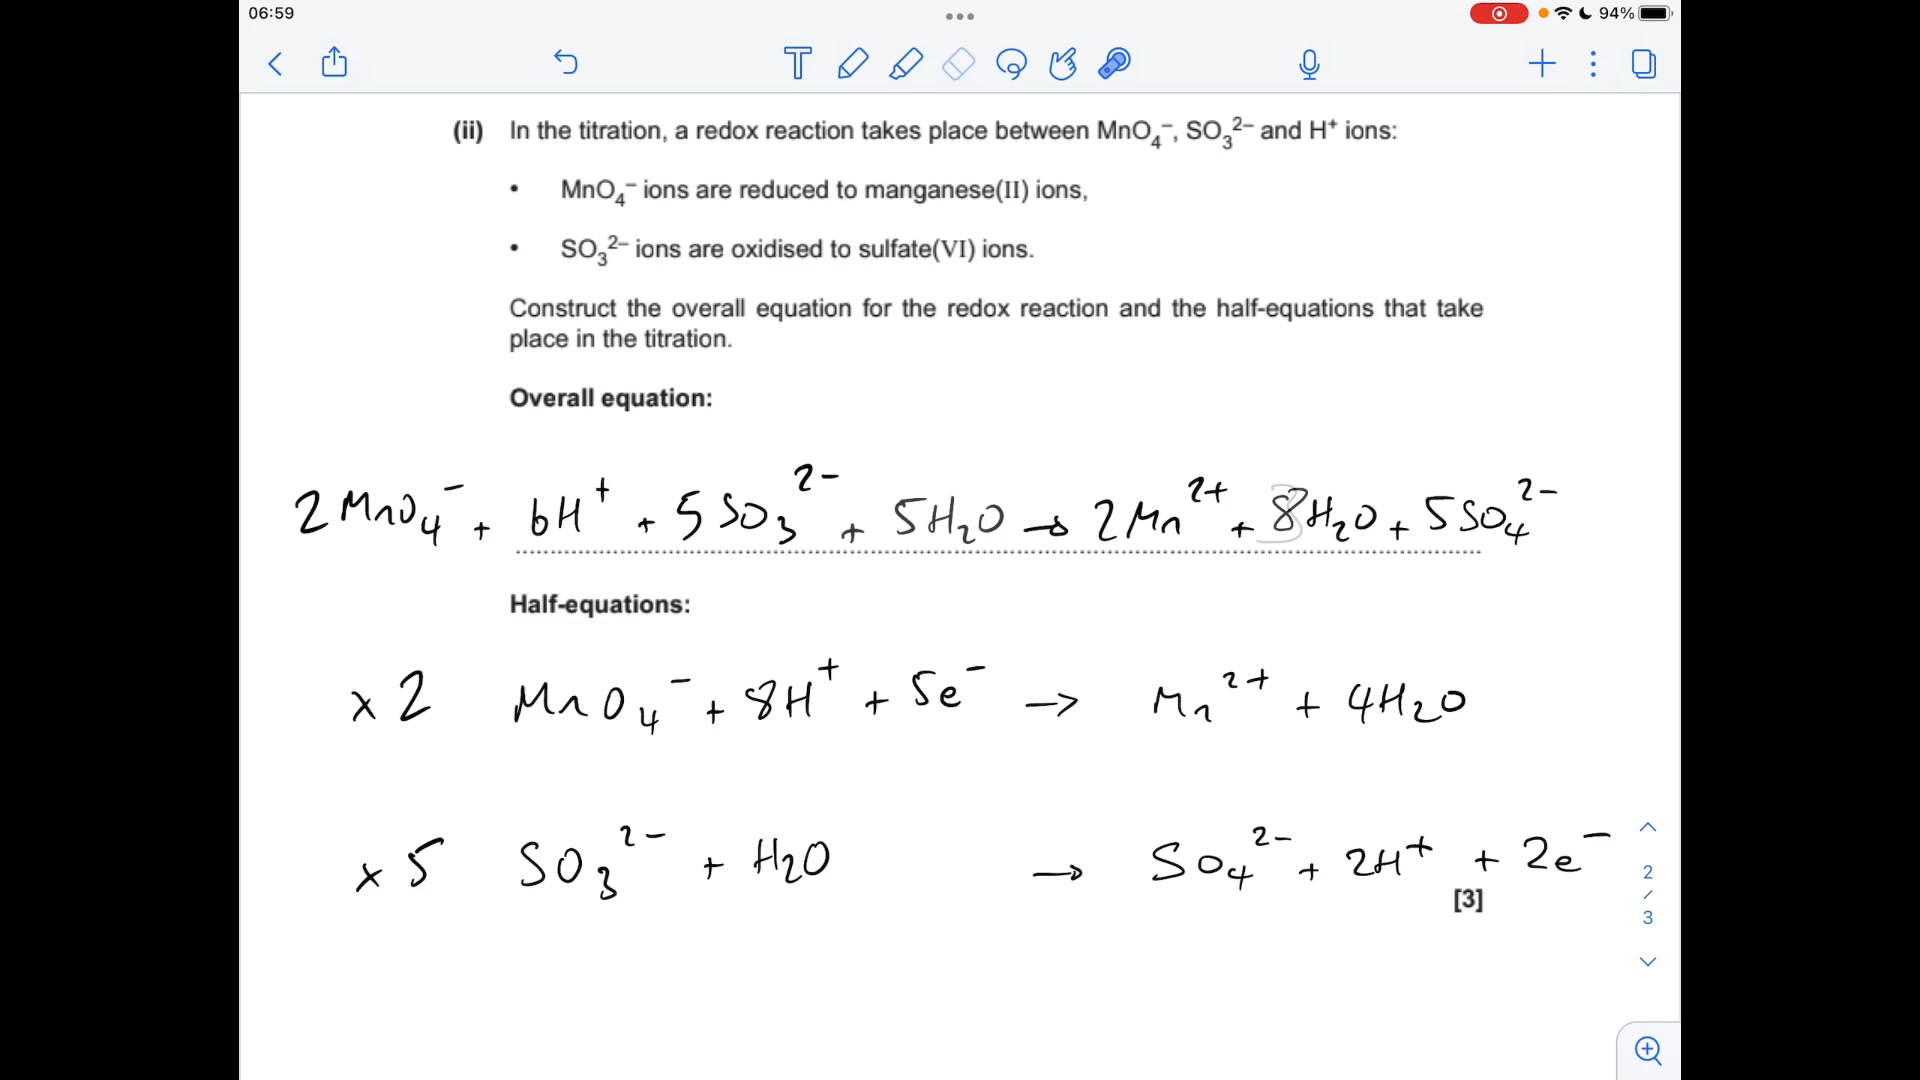 06:59
94%
(ii) In the titration, a redox reaction takes place between MnO₄⁻, SO₃²⁻ and H⁺ ions:
• MnO₄⁻ ions are reduced to manganese(II) ions,
• SO₃²⁻ ions are oxidised to sulfate(VI) ions.
Construct the overall equation for the redox reaction and the half-equations that take
place in the titration.
Overall equation:
2MnO₄⁻ + 6H⁺ + 5SO₃²⁻ + 5H₂O → 2Mn²⁺ + 8H₂O + 5SO₄²⁻
Half-equations:
x2 MnO₄⁻ + 8H⁺ + 5e⁻ → Mn²⁺ + 4H₂O
x5 SO₃²⁻ + H₂O → SO₄²⁻ + 2H⁺ + 2e⁻
[3]
2
/
3